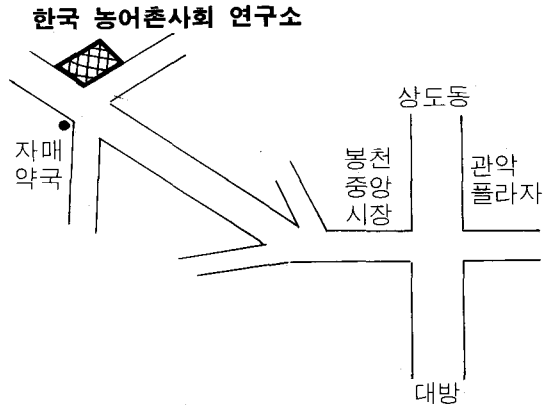 한국 농어촌사회 연구소
상도동
자매
약국
봉천
중앙
시장
관악
플라자
대방